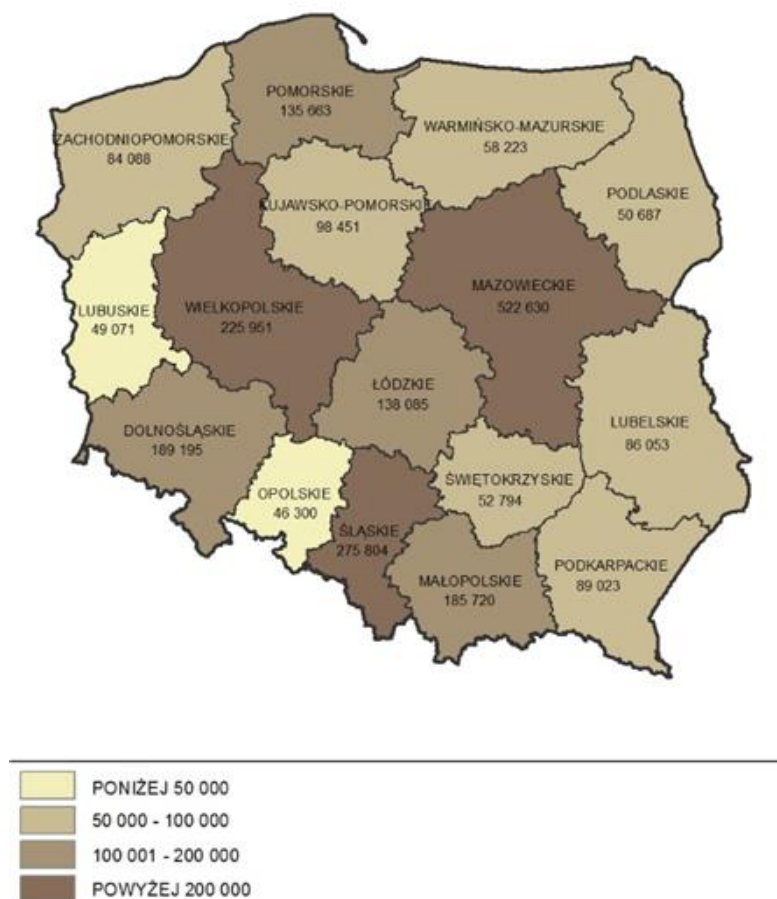 POMORSKIE
135 663
ZACHODNIOPOMORSKIE
84 088
WARMIŃSKO-MAZURSKIE
58 223
KUJAWSKO-POMORSKIE
98 451
PODLASKIE
50 687
LUBUSKIE
49 071
WIELKOPOLSKIE
225 951
MAZOWIECKIE
522 630
ŁÓDZKIE
138 085
DOLNOŚLĄSKIE
189 195
LUBELSKIE
86 053
OPOLSKIE
46 300
ŚWIĘTOKRZYSKIE
52 794
ŚLĄSKIE
275 804
MAŁOPOLSKIE
185 720
PODKARPACKIE
89 023
PONIŻEJ 50 000
50 000 - 100 000
100 001 - 200 000
POWYŻEJ 200 000